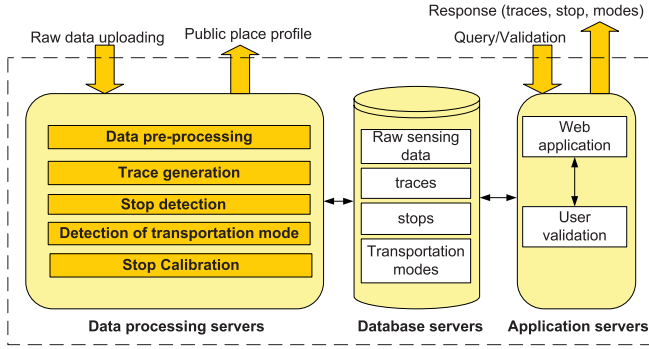 Response (traces, stop, modes)
Raw data uploading
Public place profile
Query/Validation
Data pre-processing
Trace generation
Stop detection
Detection of transportation mode
Stop Calibration
Data processing servers
Raw sensing
data
traces
stops
Transportation
modes
Database servers
Web
application
User
validation
Application servers